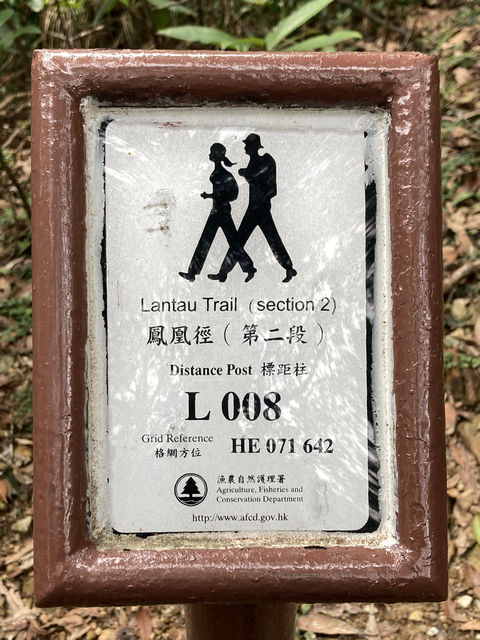 Lantau Trail (section 2)
鳳凰徑（第二段）
Distance Post 標距柱
L 008
Grid Reference HE 071 642
格網方位
漁農自然護理署
Agriculture, Fisheries and
Conservation Department
http://www.afcd.gov.hk